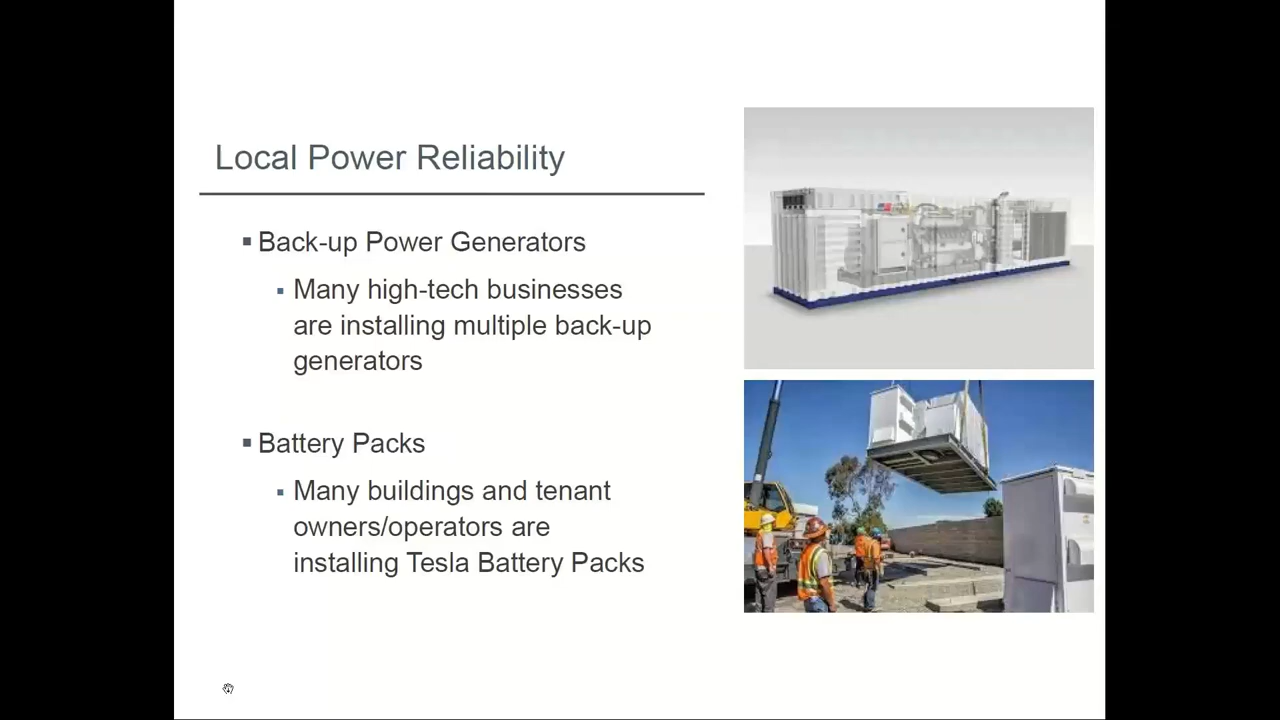 Local Power Reliability
▪ Back-up Power Generators
▪ Many high-tech businesses
are installing multiple back-up
generators
▪ Battery Packs
▪ Many buildings and tenant
owners/operators are
installing Tesla Battery Packs